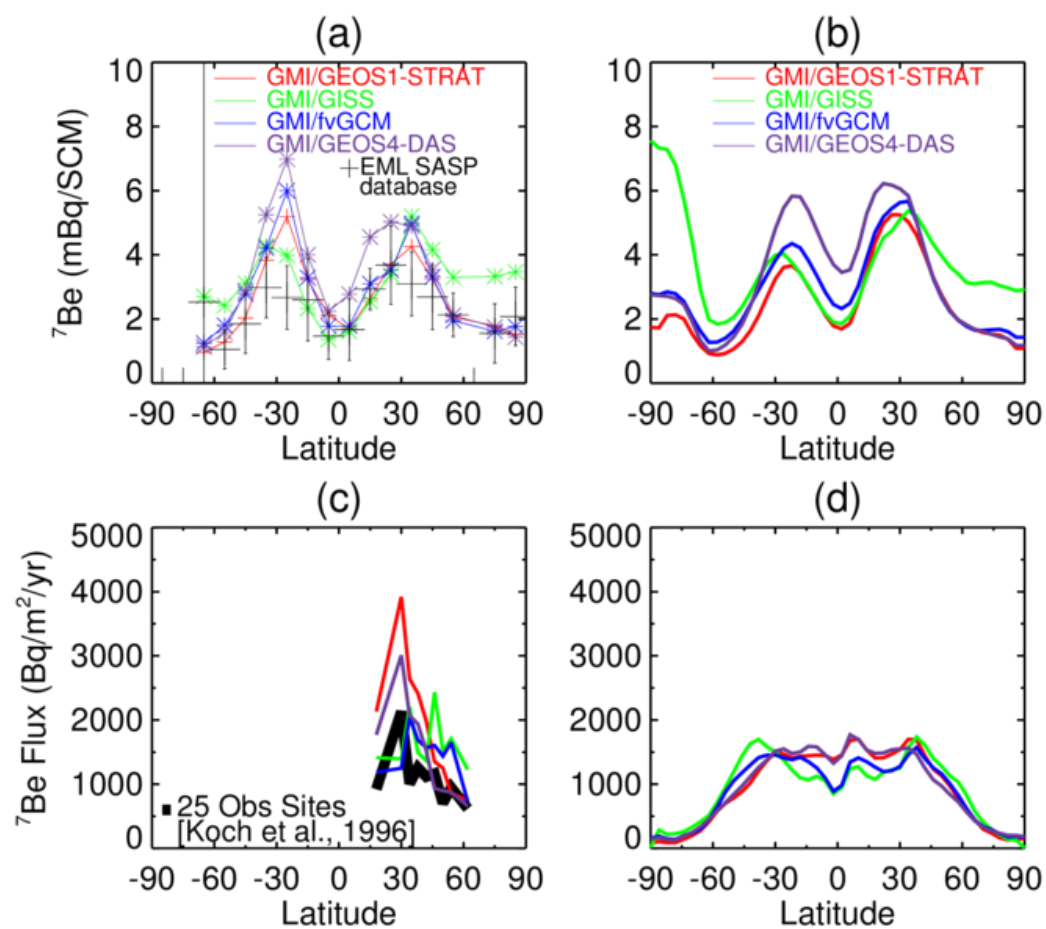 (a)
GMI/GEOS1-STRAT
GMI/GISS
GMI/fvGCM
GMI/GEOS4-DAS
EML SASP
database
⁷Be (mBq/SCM)
10
8
6
4
2
0
-90 -60 -30 0 30 60 90
Latitude
(b)
GMI/GEOS1-STRAT
GMI/GISS
GMI/fvGCM
GMI/GEOS4-DAS
10
8
6
4
2
0
-90 -60 -30 0 30 60 90
Latitude
(c)
⁷Be Flux (Bq/m²/yr)
5000
4000
3000
2000
1000
0
25 Obs Sites
[Koch et al., 1996]
-90 -60 -30 0 30 60 90
Latitude
(d)
5000
4000
3000
2000
1000
0
-90 -60 -30 0 30 60 90
Latitude